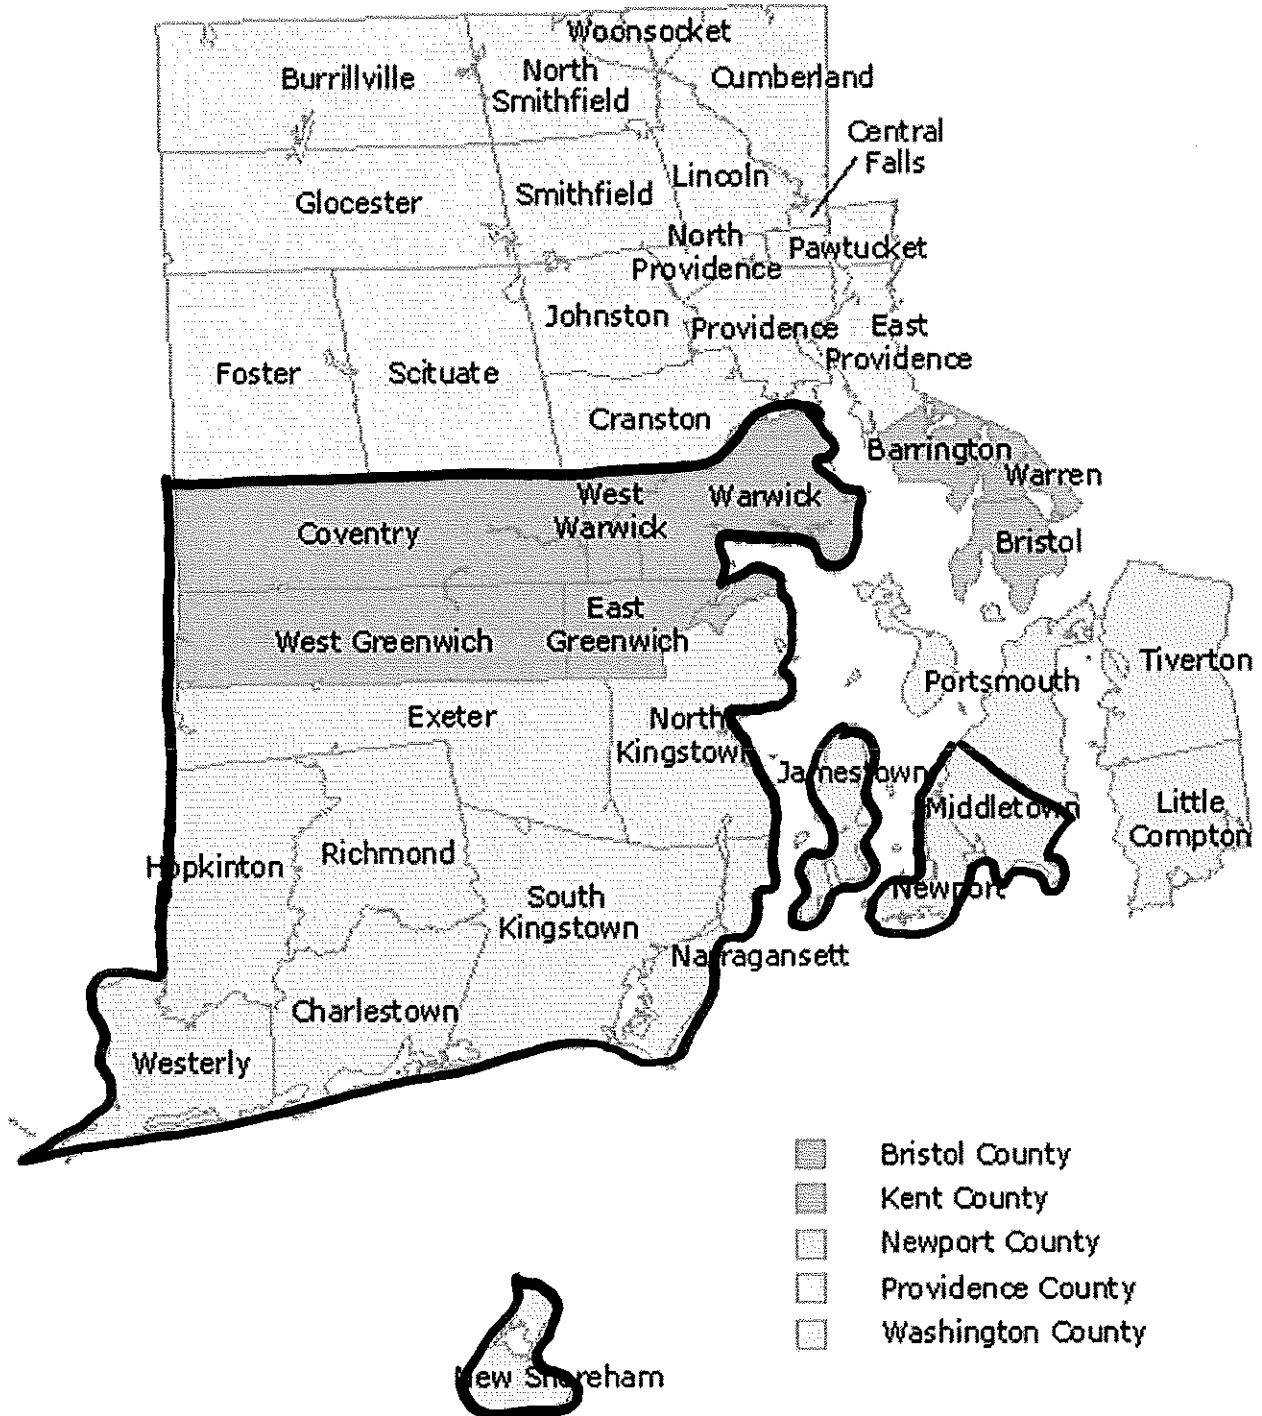 Woonsocket
Burrillville
North
Smithfield
Cumberland
Central
Falls
Glocester
Smithfield
Lincoln
North
Providence
Pawtucket
Johnston
Providence
East
Providence
Foster
Scituate
Cranston
Barrington
Warren
Coventry
West
Warwick
Warwick
Bristol
West Greenwich
East
Greenwich
Tiverton
Portsmouth
Exeter
North
Kingstown
Jamestown
Middletown
Little
Compton
Hopkinton
Richmond
Newport
South
Kingstown
Narragansett
Charlestown
Westerly
Bristol County
Kent County
Newport County
Providence County
Washington County
New Shoreham